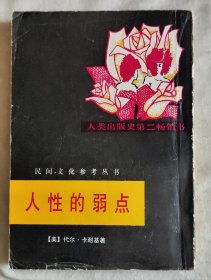 人类出版史第二畅销书
民间、文化参考丛书
人性的弱点
【美】代尔·卡耐基著